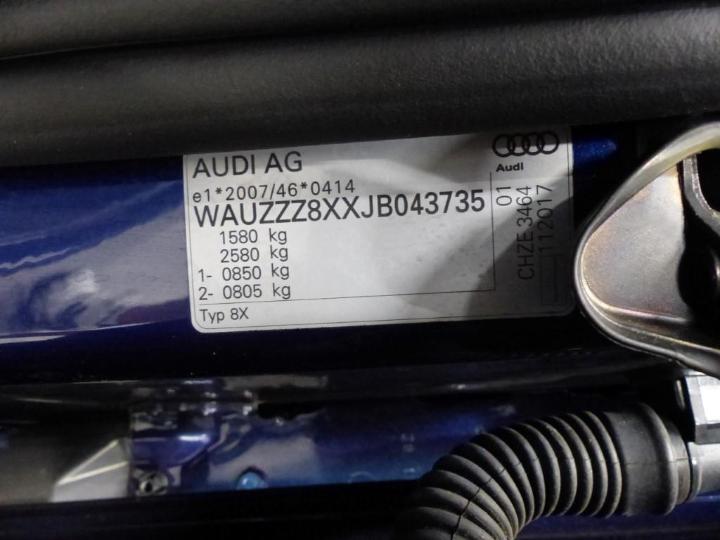 AUDI AG
e1*2007/46*0414
WAUZZZ8XXJB043735
1580 kg
2580 kg
1- 0850 kg
2- 0805 kg
Typ 8X
Audi
01
CHZE 3464
112017